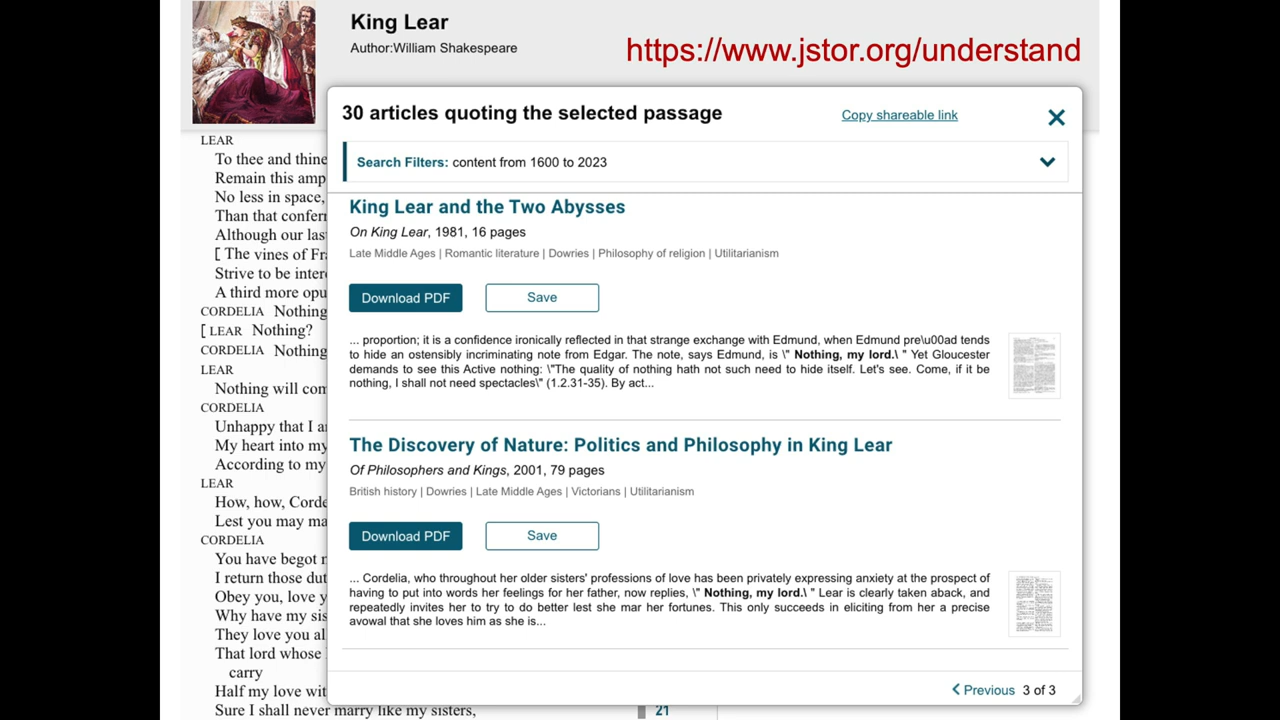 King Lear
Author:William Shakespeare
https://www.jstor.org/understand
30 articles quoting the selected passage
Copy shareable link
Search Filters: content from 1600 to 2023
King Lear and the Two Abysses
On King Lear, 1981, 16 pages
Late Middle Ages | Romantic literature | Dowries | Philosophy of religion | Utilitarianism
Download PDF
Save
... proportion; it is a confidence ironically reflected in that strange exchange with Edmund, when Edmund pre\u00ad tends
to hide an ostensibly incriminating note from Edgar. The note, says Edmund, is \" Nothing, my lord.\ " Yet Gloucester
demands to see this Active nothing: \"The quality of nothing hath not such need to hide itself. Let's see. Come, if it be
nothing, I shall not need spectacles\" (1.2.31-35). By act...
The Discovery of Nature: Politics and Philosophy in King Lear
Of Philosophers and Kings, 2001, 79 pages
British history | Dowries | Late Middle Ages | Victorians | Utilitarianism
Download PDF
Save
... Cordelia, who throughout her older sisters' professions of love has been privately expressing anxiety at the prospect of
having to put into words her feelings for her father, now replies, \" Nothing, my lord.\ " Lear is clearly taken aback, and
repeatedly invites her to try to do better lest she mar her fortunes. This only succeeds in eliciting from her a precise
avowal that she loves him as she is...
Previous 3 of 3
LEAR
To thee and thine
Remain this amp
No less in space,
Than that confer
Although our las
[ The vines of Fr
Strive to be inter
A third more opu
CORDELIA Nothing
[ LEAR Nothing?
CORDELIA Nothing
LEAR
Nothing will com
CORDELIA
Unhappy that I a
My heart into my
According to my
LEAR
How, how, Corde
Lest you may ma
CORDELIA
You have begot
I return those dut
Obey you, love y
Why have my sis
They love you al
That lord whose
carry
Half my love wit
Sure I shall never marry like my sisters,
21